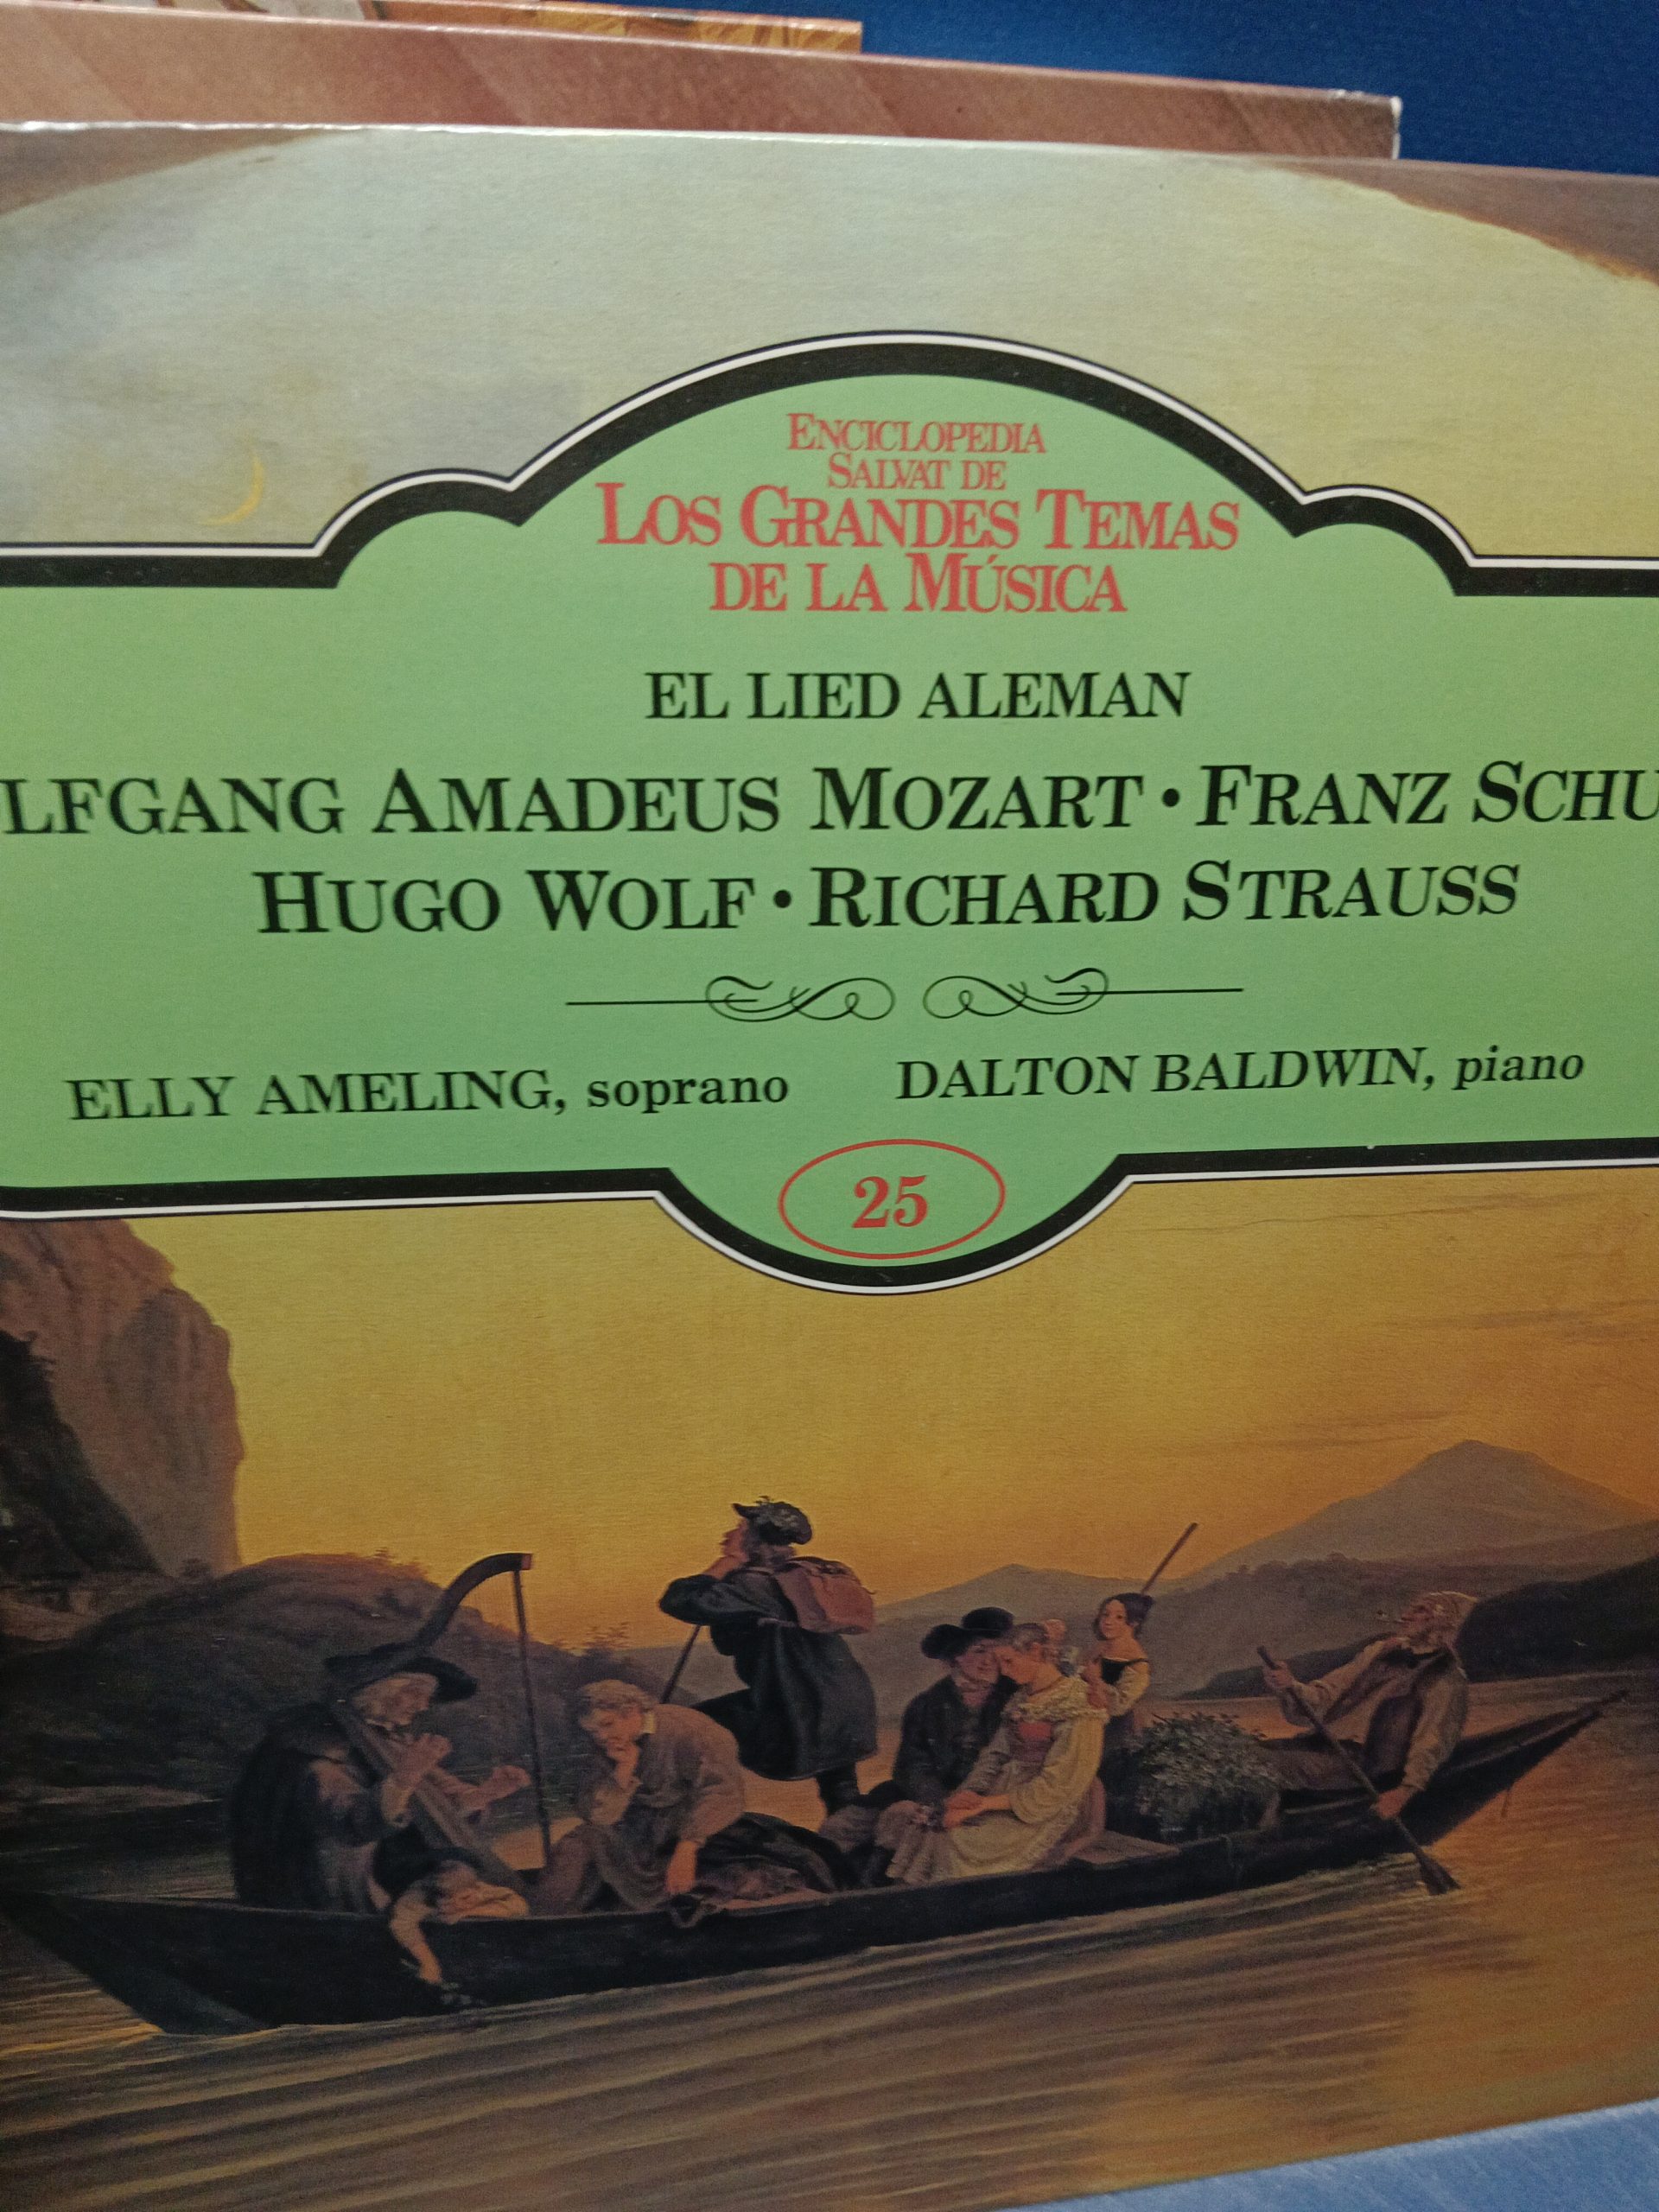 ENCICLOPEDIA
SALVAT DE
LOS GRANDES TEMAS
DE LA MÚSICA
EL LIED ALEMAN
LFGANG AMADEUS MOZART • FRANZ SCHU
HUGO WOLF • RICHARD STRAUSS
ELLY AMELING, soprano DALTON BALDWIN, piano
25